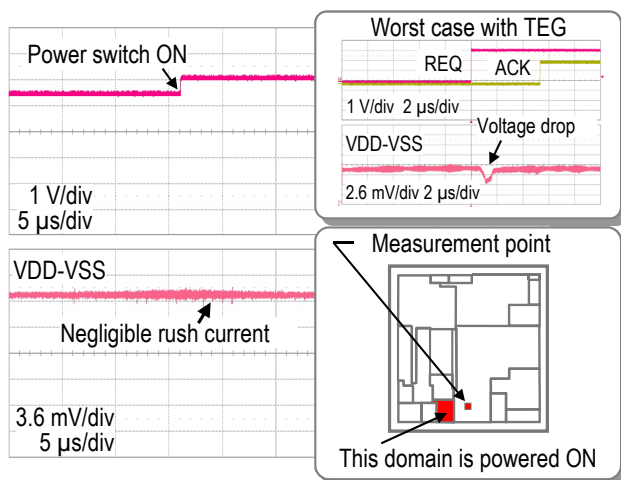 Power switch ON
1 V/div
5 µs/div
VDD-VSS
Negligible rush current
3.6 mV/div
5 µs/div
Worst case with TEG
REQ
ACK
1 V/div 2 µs/div
Voltage drop
VDD-VSS
2.6 mV/div 2 µs/div
Measurement point
This domain is powered ON